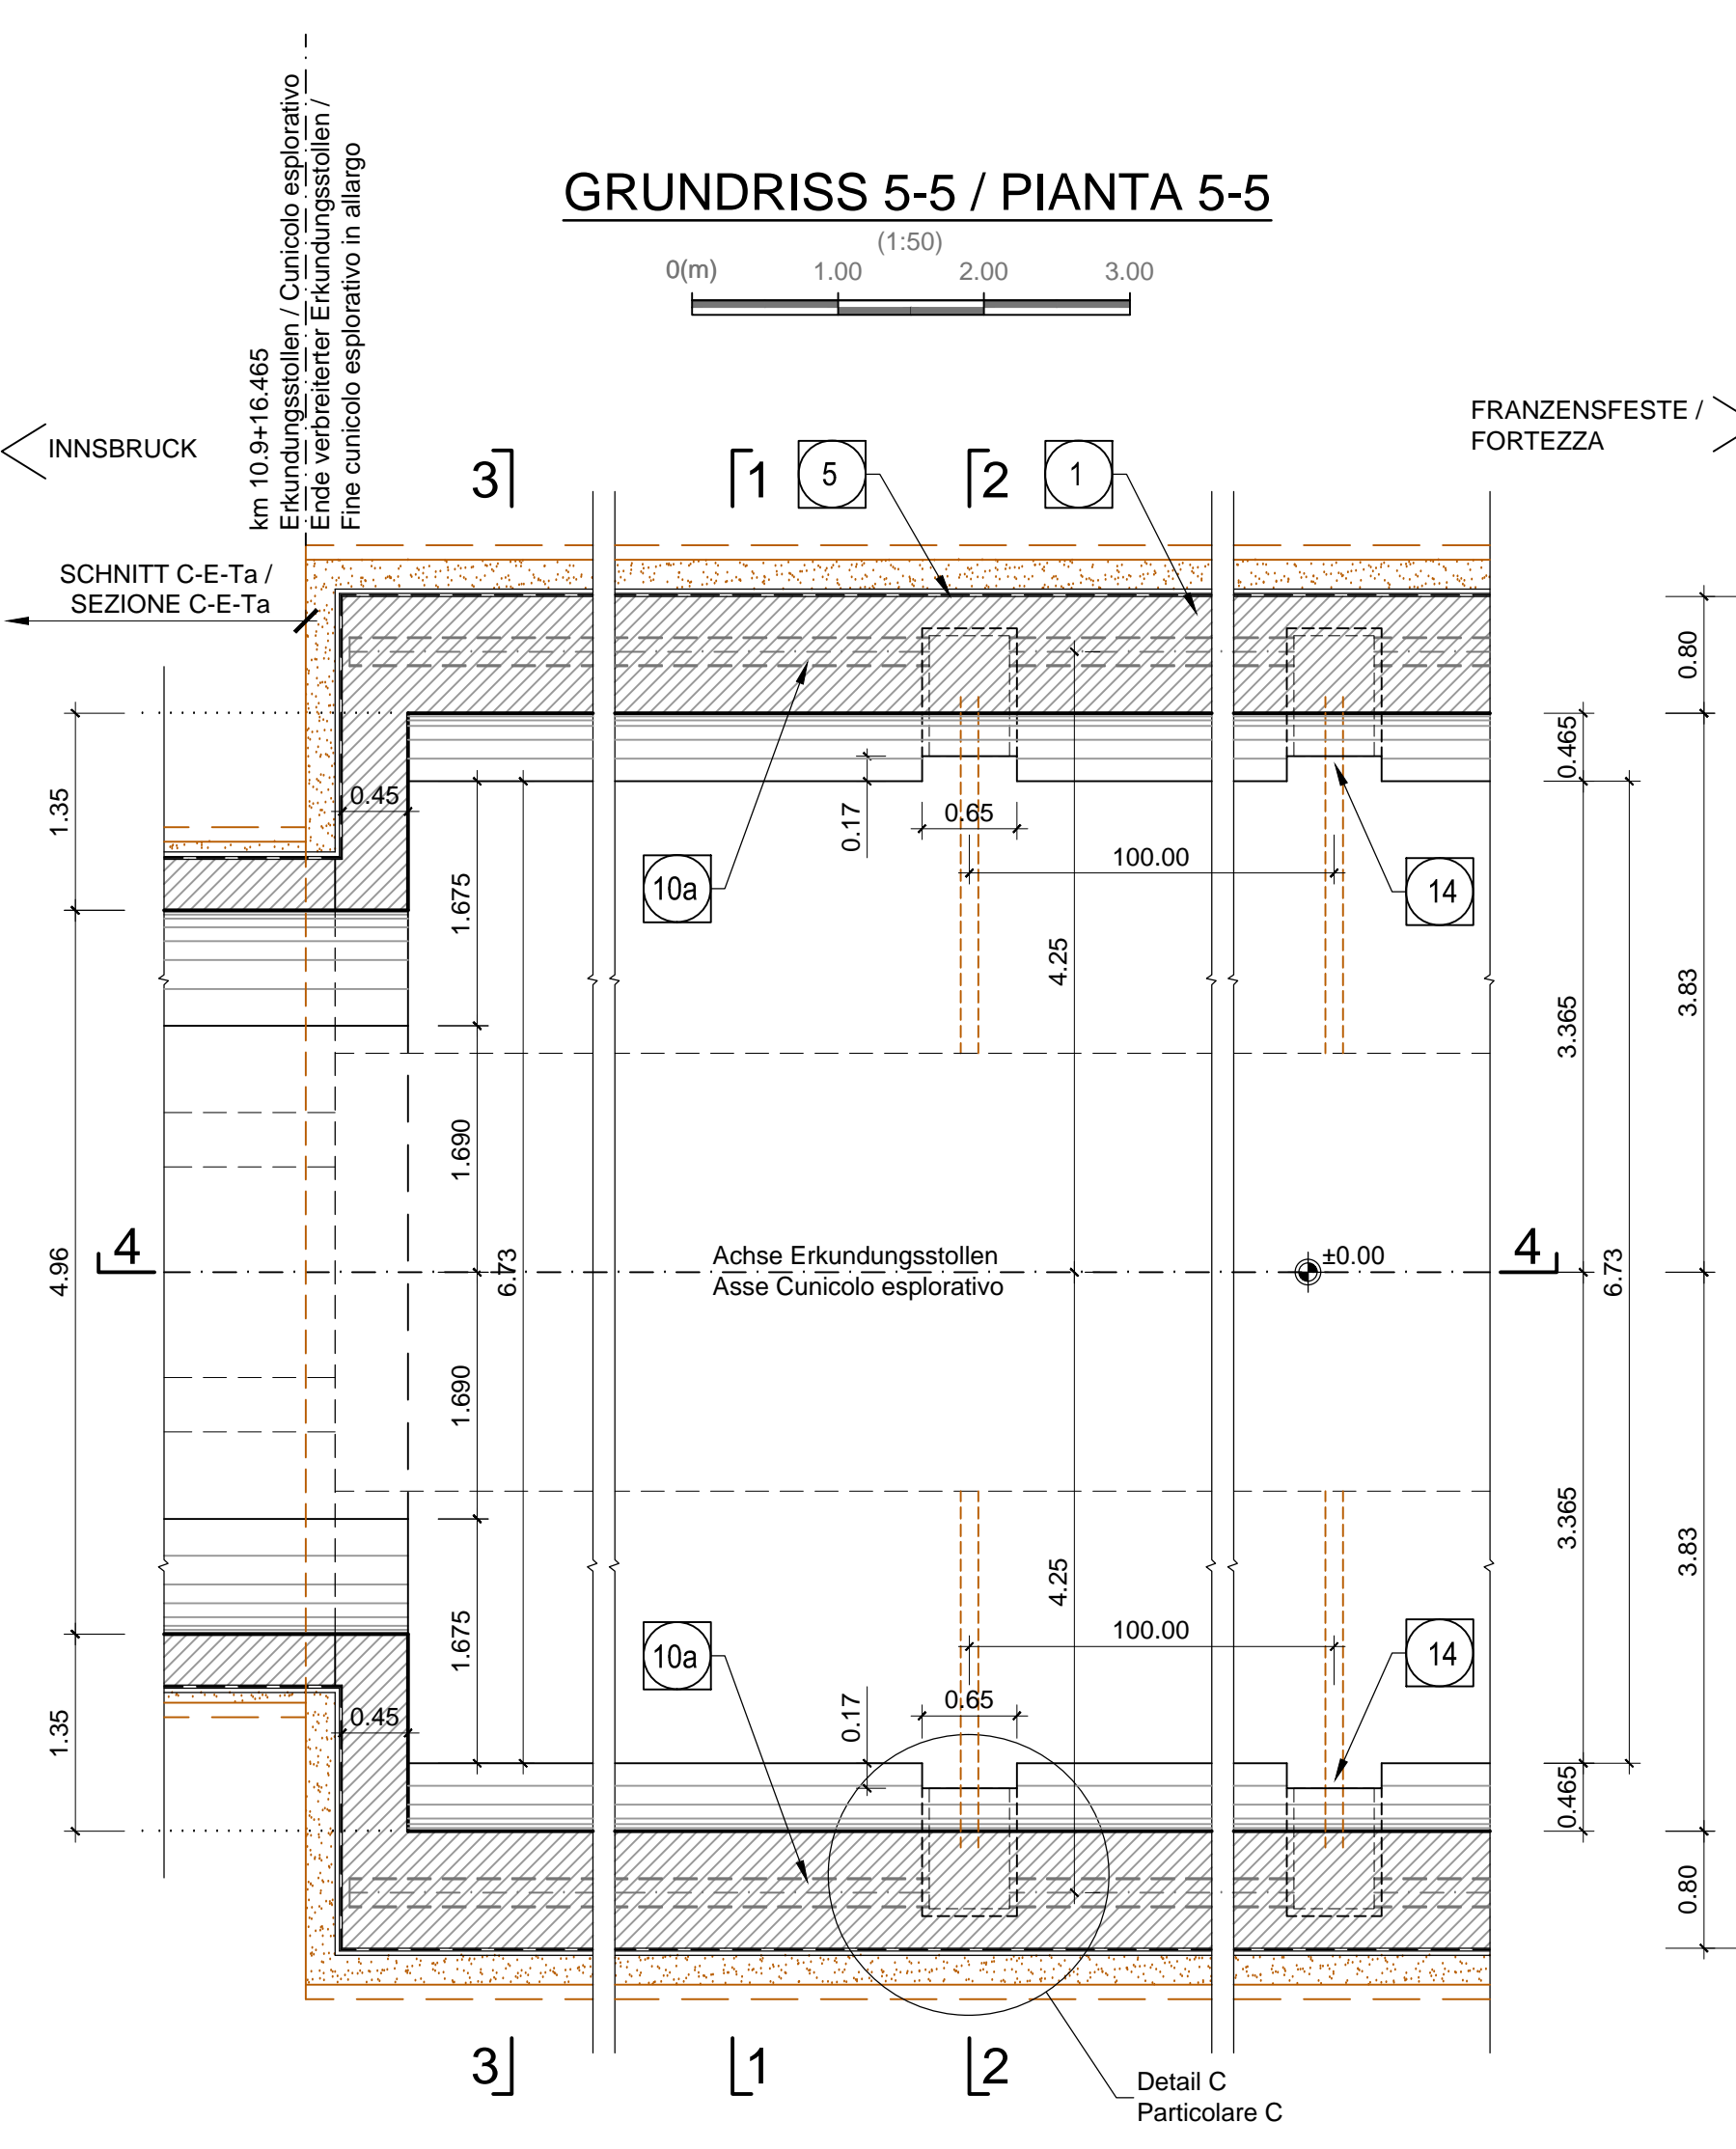 GRUNDRISS 5-5 / PIANTA 5-5
(1:50)
0(m) 1.00 2.00 3.00
km 10.9+16.465
Erkundungsstollen / Cunicolo esplorativo
Ende verbreiterter Erkundungsstollen /
Fine cunicolo esplorativo in allargo
INNSBRUCK
FRANZENSFESTE /
FORTEZZA
SCHNITT C-E-Ta /
SEZIONE C-E-Ta
3 1 5 2 1
0.80
0.465
1.35
0.45
0.17
0.65
100.00
10a
14
1.675
4.25
3.365
3.83
1.690
4
4.96
6.73
Achse Erkundungsstollen
Asse Cunicolo esplorativo
±0.00
4
6.73
1.690
3.365
3.83
4.25
1.675
100.00
10a
14
0.17
0.65
1.35
0.45
0.465
0.80
3 1 2
Detail C
Particolare C